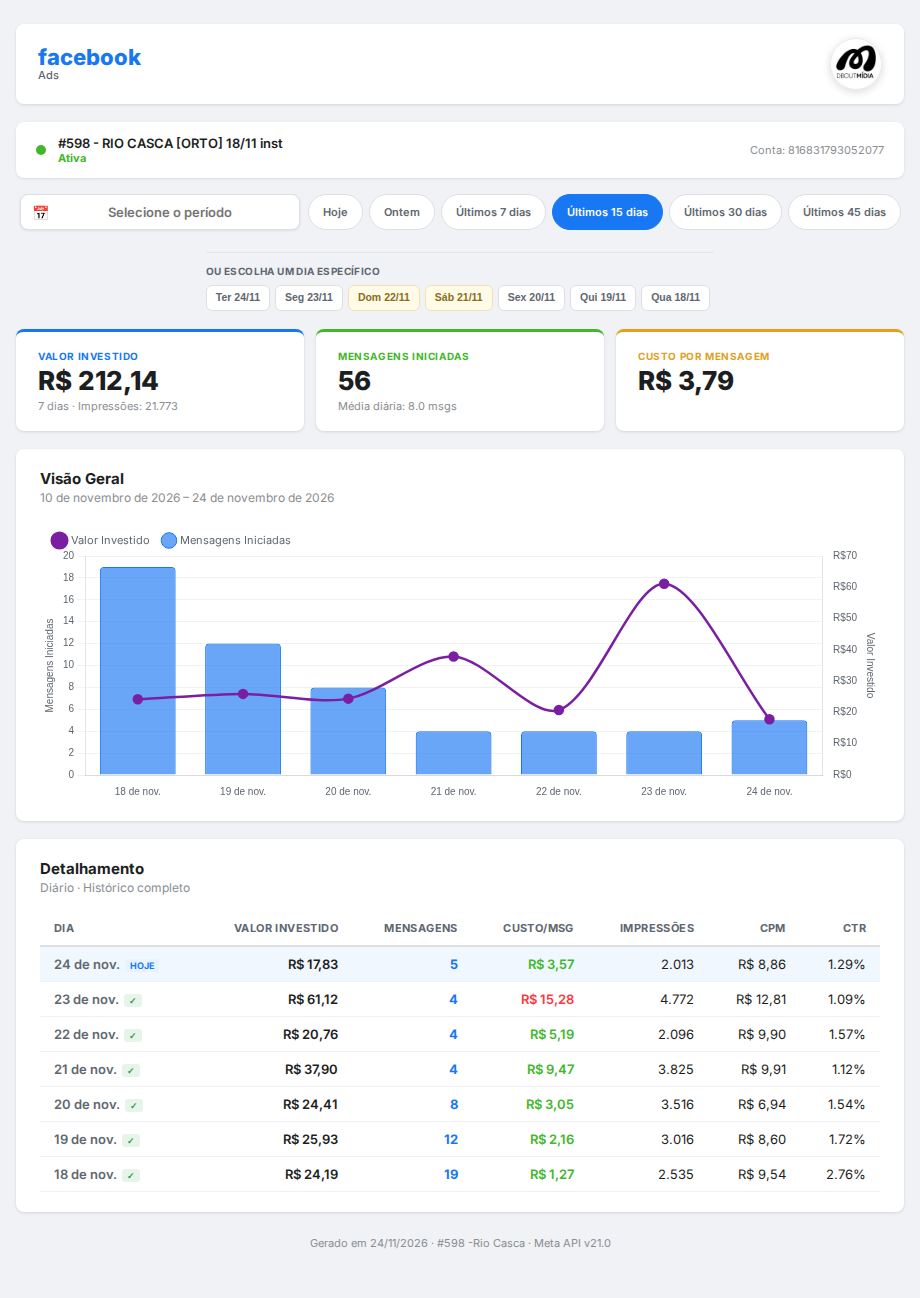 facebook
Ads
DBOUTMÍDIA
#598 - RIO CASCA [ORTO] 18/11 inst
Ativa
Conta: 816831793052077
Selecione o período
Hoje
Ontem
Últimos 7 dias
Últimos 15 dias
Últimos 30 dias
Últimos 45 dias
OU ESCOLHA UM DIA ESPECÍFICO
Ter 24/11
Seg 23/11
Dom 22/11
Sáb 21/11
Sex 20/11
Qui 19/11
Qua 18/11
VALOR INVESTIDO
R$ 212,14
7 dias · Impressões: 21.773
MENSAGENS INICIADAS
56
Média diária: 8.0 msgs
CUSTO POR MENSAGEM
R$ 3,79
Visão Geral
10 de novembro de 2026 – 24 de novembro de 2026
Valor Investido
Mensagens Iniciadas
20
18
16
14
12
10
8
6
4
2
0
Mensagens Iniciadas
R$70
R$60
R$50
R$40
R$30
R$20
R$10
R$0
Valor Investido
18 de nov.
19 de nov.
20 de nov.
21 de nov.
22 de nov.
23 de nov.
24 de nov.
Detalhamento
Diário · Histórico completo
DIA VALOR INVESTIDO MENSAGENS CUSTO/MSG IMPRESSÕES CPM CTR
24 de nov. HOJE R$ 17,83 5 R$ 3,57 2.013 R$ 8,86 1.29%
23 de nov. ✓ R$ 61,12 4 R$ 15,28 4.772 R$ 12,81 1.09%
22 de nov. ✓ R$ 20,76 4 R$ 5,19 2.096 R$ 9,90 1.57%
21 de nov. ✓ R$ 37,90 4 R$ 9,47 3.825 R$ 9,91 1.12%
20 de nov. ✓ R$ 24,41 8 R$ 3,05 3.516 R$ 6,94 1.54%
19 de nov. ✓ R$ 25,93 12 R$ 2,16 3.016 R$ 8,60 1.72%
18 de nov. ✓ R$ 24,19 19 R$ 1,27 2.535 R$ 9,54 2.76%
Gerado em 24/11/2026 · #598 -Rio Casca · Meta API v21.0